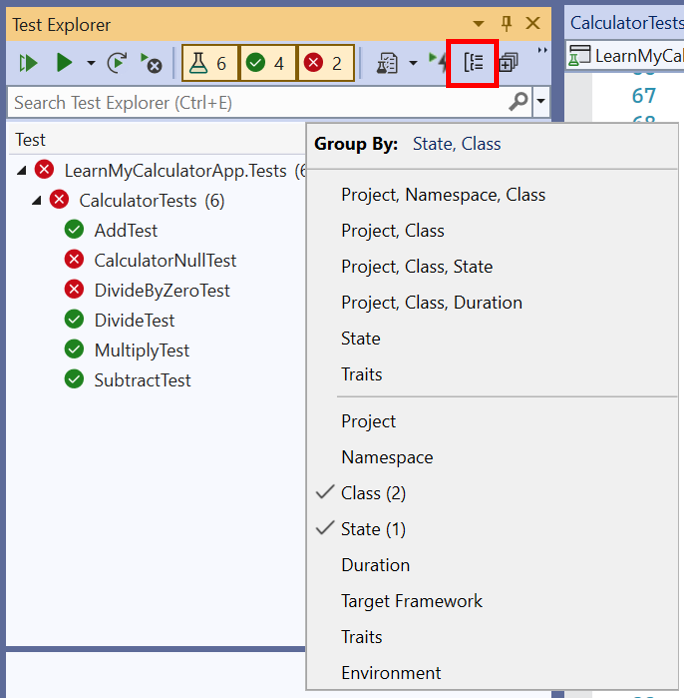 Test Explorer
6 4 2
Search Test Explorer (Ctrl+E)
Test
LearnMyCalculatorApp.Tests
CalculatorTests (6)
AddTest
CalculatorNullTest
DivideByZeroTest
DivideTest
MultiplyTest
SubtractTest
Group By: State, Class
Project, Namespace, Class
Project, Class
Project, Class, State
Project, Class, Duration
State
Traits
Project
Namespace
Class (2)
State (1)
Duration
Target Framework
Traits
Environment
CalculatorTests
LearnMyCal
67